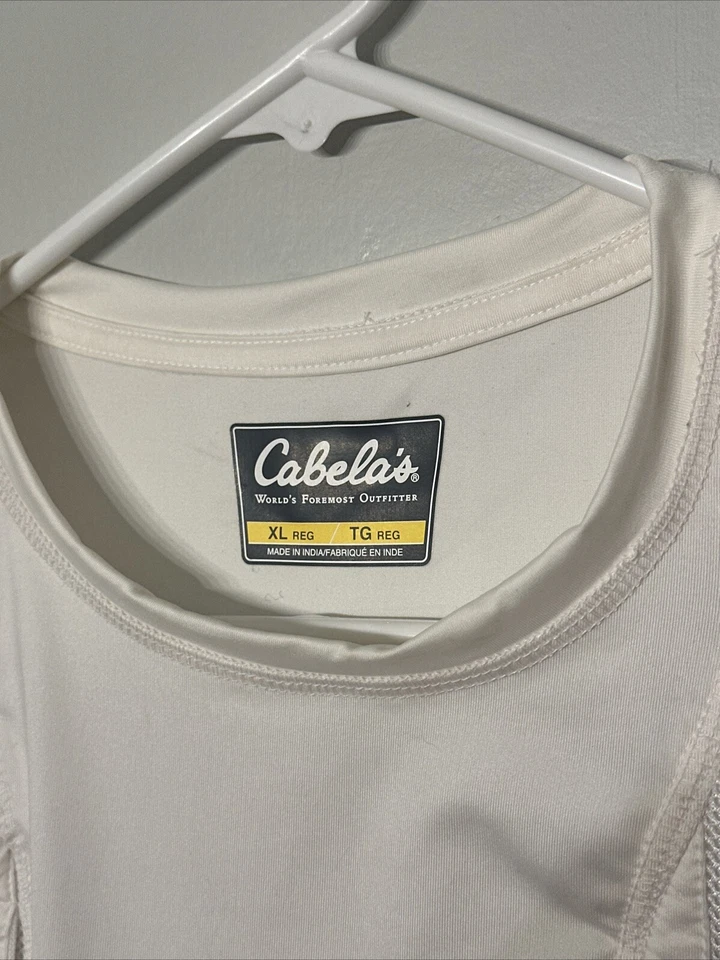 Cabela's®
World's Foremost Outfitter
XL REG / TG REG
MADE IN INDIA/FABRIQUÉ EN INDE